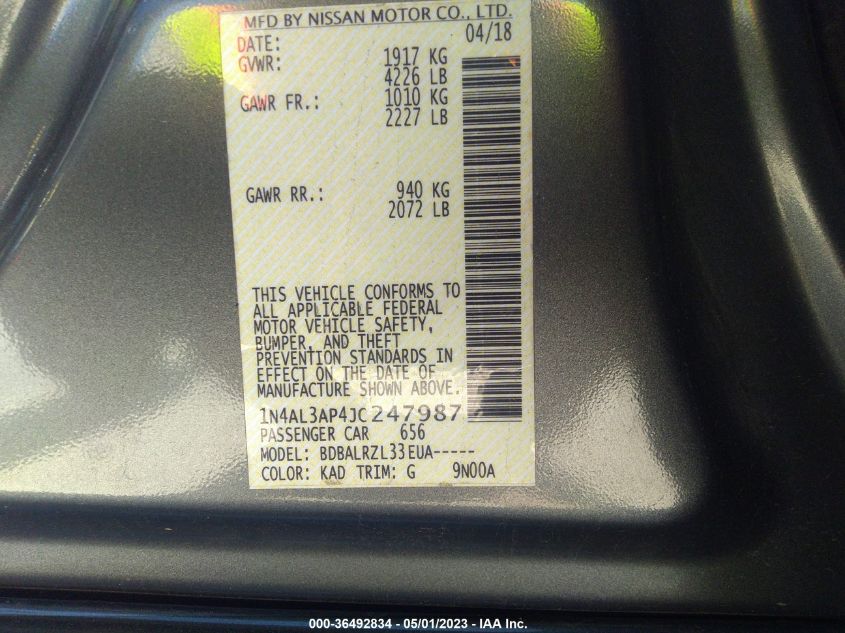 MFD BY NISSAN MOTOR CO., LTD.
DATE: 04/18
GVWR: 1917 KG
4226 LB
GAWR FR.: 1010 KG
2227 LB
GAWR RR.: 940 KG
2072 LB
THIS VEHICLE CONFORMS TO
ALL APPLICABLE FEDERAL
MOTOR VEHICLE SAFETY,
BUMPER, AND THEFT
PREVENTION STANDARDS IN
EFFECT ON THE DATE OF
MANUFACTURE SHOWN ABOVE.
1N4AL3AP4JC247987
PASSENGER CAR 656
MODEL: BDBALRZL33EUA-----
COLOR: KAD TRIM: G 9N00A
000-36492834 - 05/01/2023 - IAA Inc.